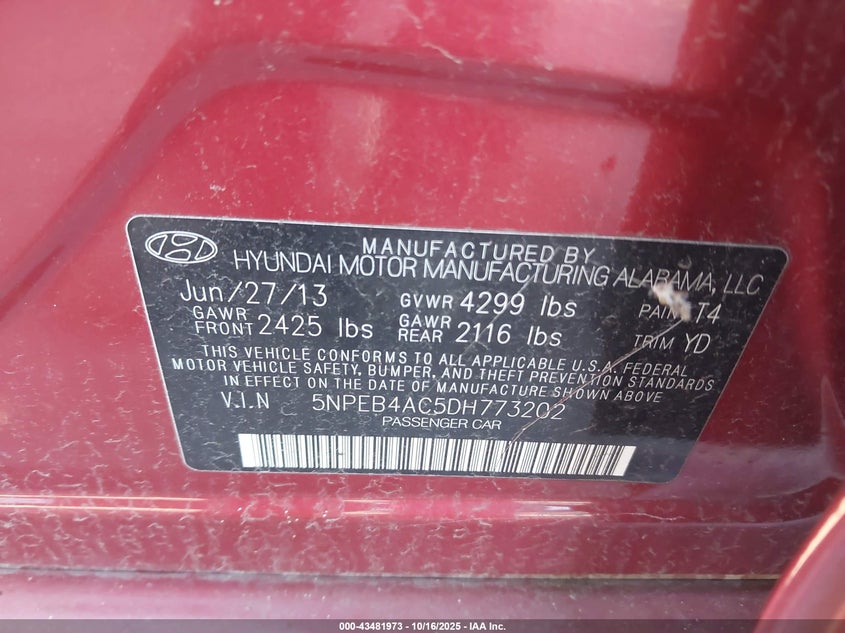 MANUFACTURED BY
HYUNDAI MOTOR MANUFACTURING ALABAMA, LLC
Jun/27/13 GVWR 4299 lbs PAINT T4
GAWR FRONT 2425 lbs GAWR REAR 2116 lbs TRIM YD
THIS VEHICLE CONFORMS TO ALL APPLICABLE U.S.A. FEDERAL
MOTOR VEHICLE SAFETY, BUMPER, AND THEFT PREVENTION STANDARDS
IN EFFECT ON THE DATE OF MANUFACTURE SHOWN ABOVE.
V.I.N 5NPEB4AC5DH773202
PASSENGER CAR
000-43481973 - 10/16/2025 - IAA Inc.